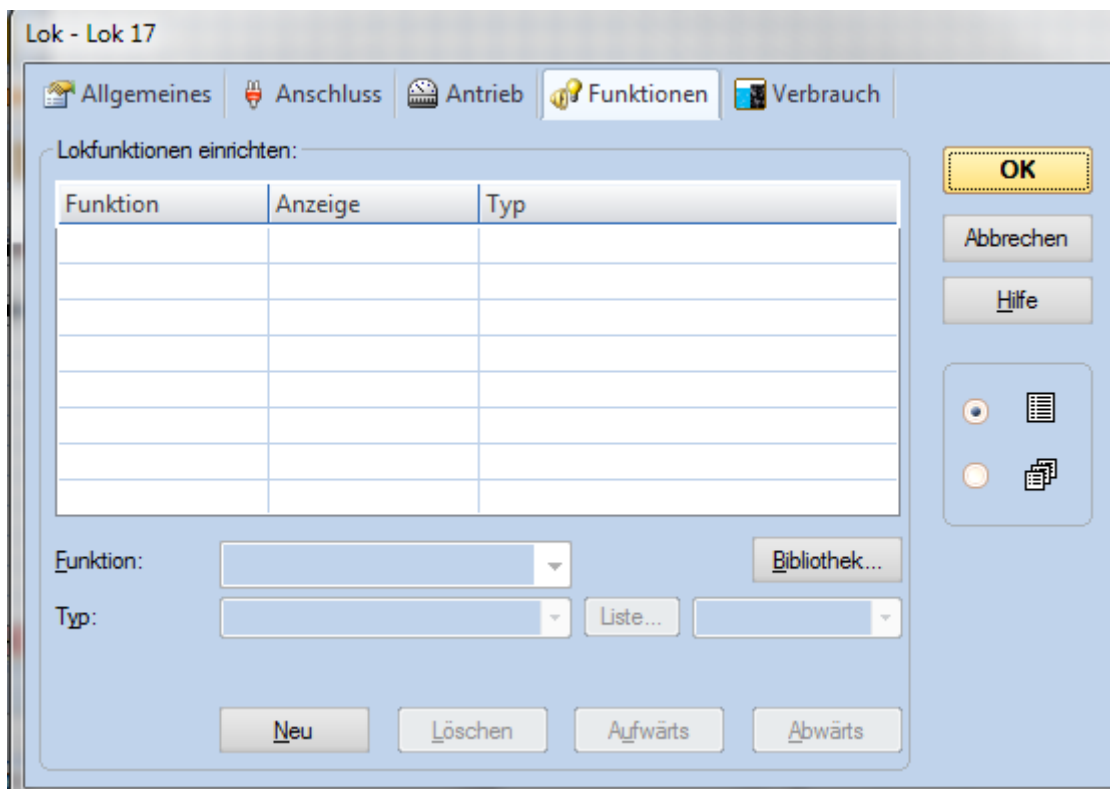 Lok - Lok 17
Allgemeines Anschluss Antrieb Funktionen Verbrauch
Lokfunktionen einrichten:
Funktion Anzeige Typ
OK
Abbrechen
Hilfe
Funktion: Bibliothek...
Typ: Liste...
Neu Löschen Aufwärts Abwärts